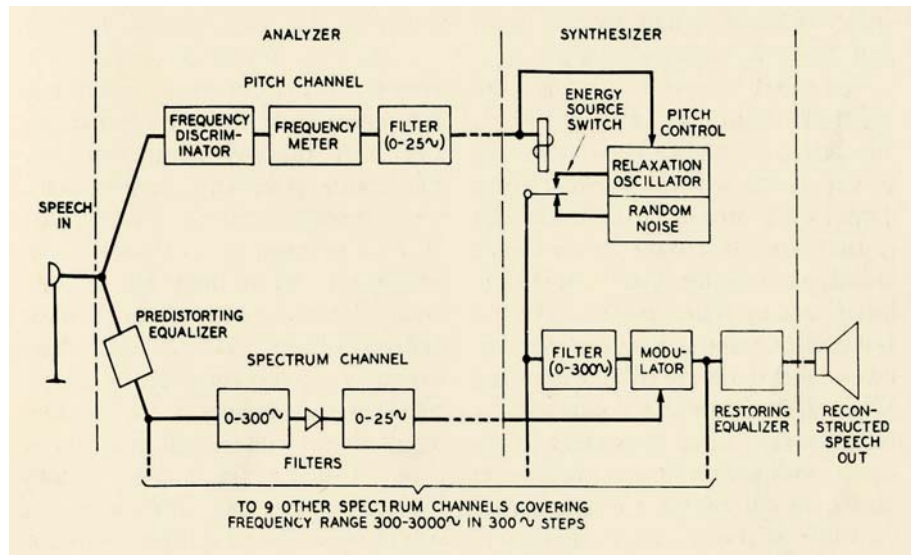 ANALYZER
SYNTHESIZER
PITCH CHANNEL
FREQUENCY
DISCRIM-
INATOR
FREQUENCY
METER
FILTER
(0-25~)
ENERGY
SOURCE
SWITCH
PITCH
CONTROL
RELAXATION
OSCILLATOR
RANDOM
NOISE
SPEECH
IN
PREDISTORTING
EQUALIZER
SPECTRUM CHANNEL
0-300~
0-25~
FILTERS
FILTER
(0-300~)
MODU-
LATOR
RESTORING
EQUALIZER
RECON-
STRUCTED
SPEECH
OUT
TO 9 OTHER SPECTRUM CHANNELS COVERING
FREQUENCY RANGE 300-3000~ IN 300~ STEPS